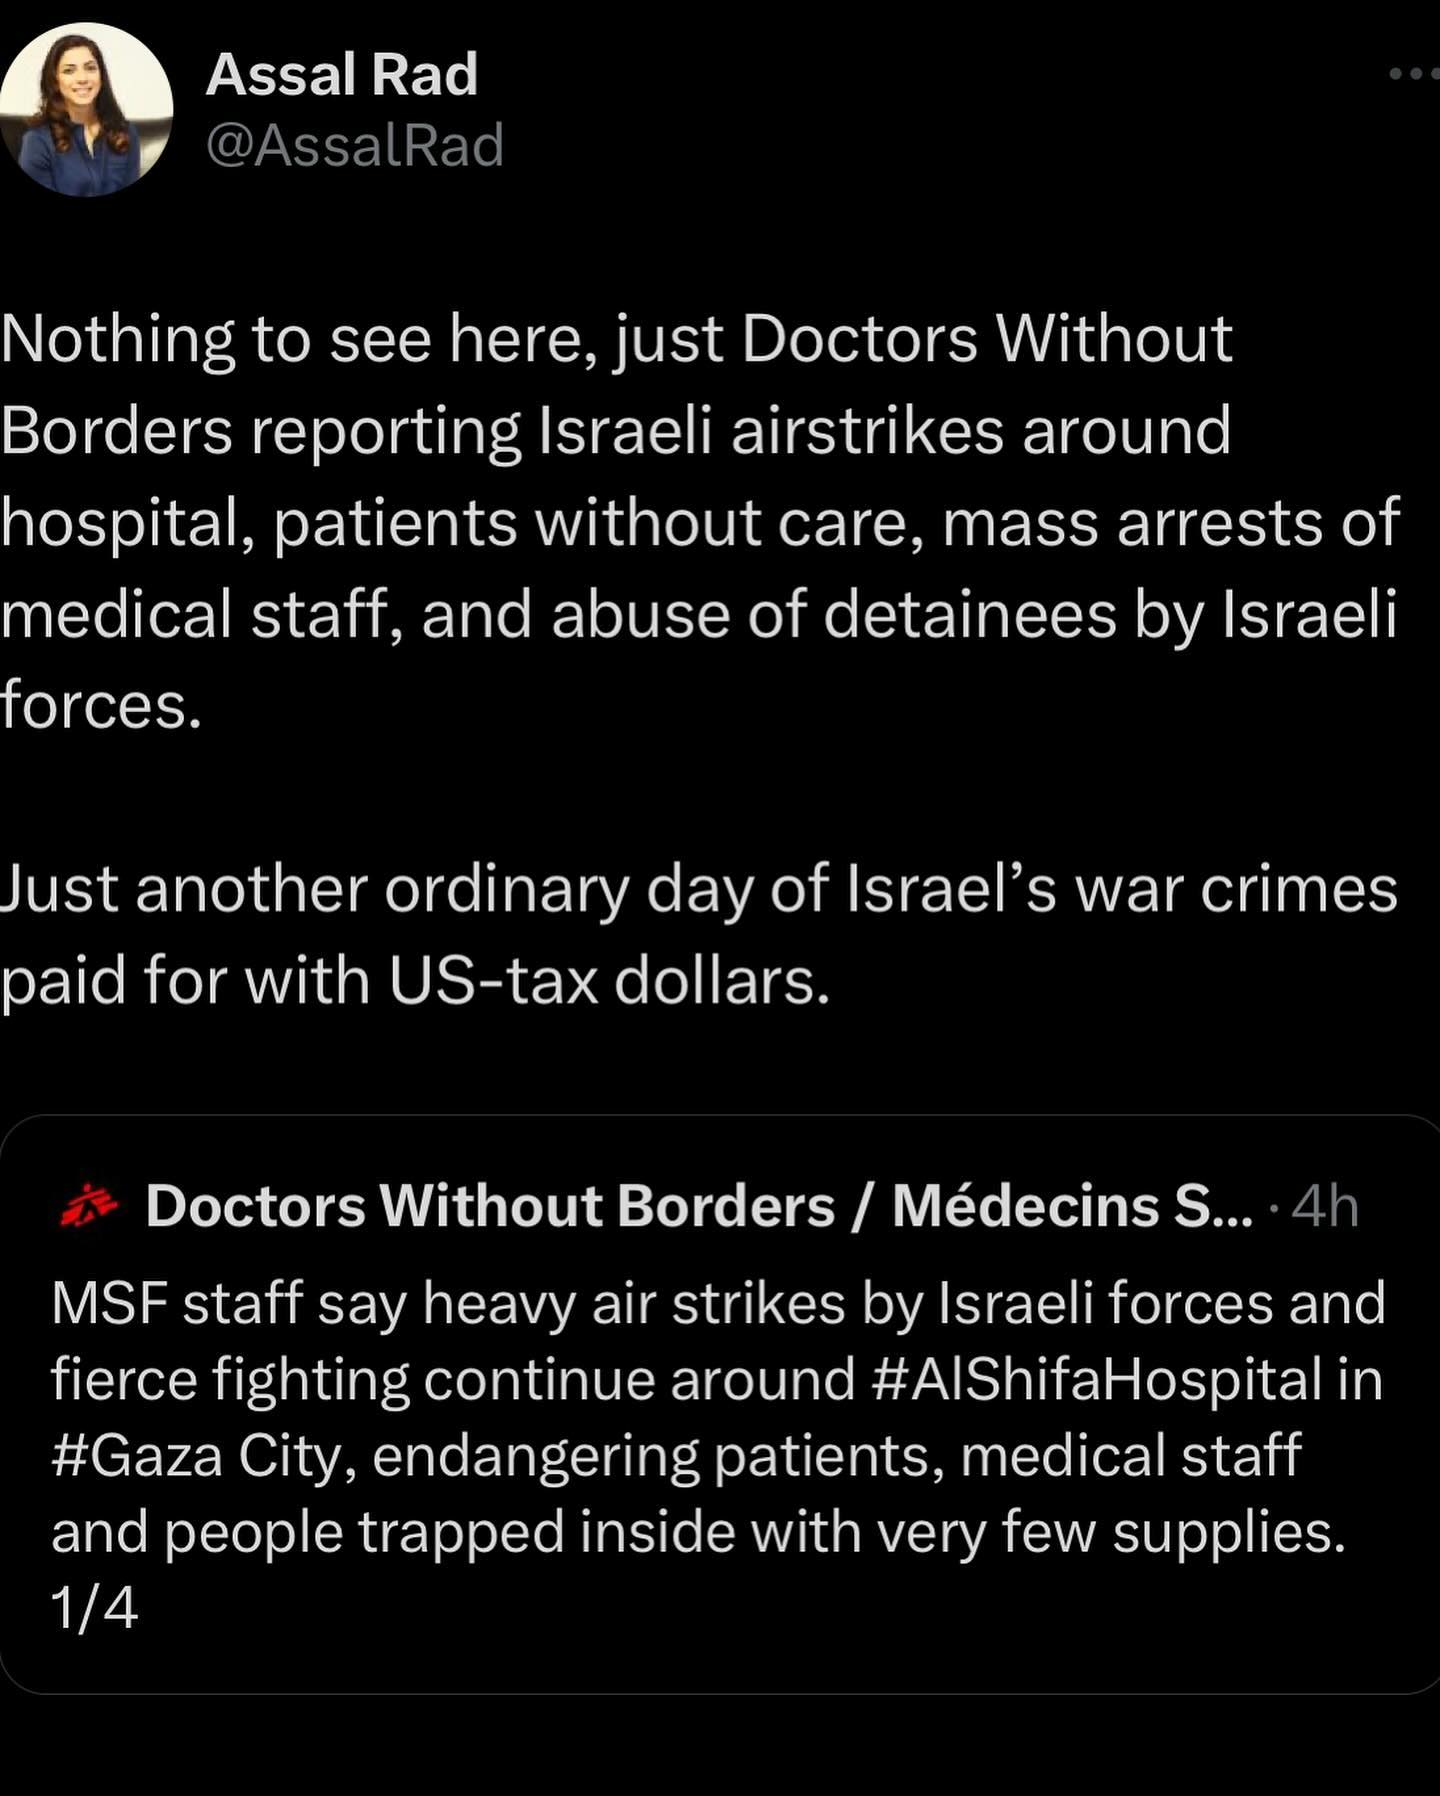 Assal Rad
@AssalRad
Nothing to see here, just Doctors Without
Borders reporting Israeli airstrikes around
hospital, patients without care, mass arrests of
medical staff, and abuse of detainees by Israeli
forces.
Just another ordinary day of Israel’s war crimes
paid for with US-tax dollars.
Doctors Without Borders / Médecins S... · 4h
MSF staff say heavy air strikes by Israeli forces and
fierce fighting continue around #AlShifaHospital in
#Gaza City, endangering patients, medical staff
and people trapped inside with very few supplies.
1/4